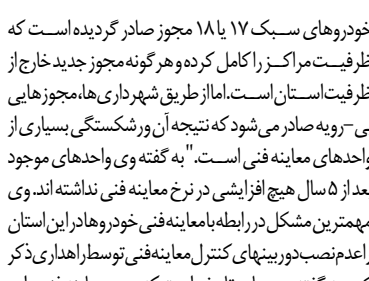 خودروهای سبک ۱۷ یا ۱۸ مجوز صادر گردیده است که
ظرفیت مراکز را کامل کرده و هر گونه مجوز جدید خارج از
ظرفیت استان است. اما از طریق شهرداری ها، مجوزهایی
بی-رویه صادر می شود که نتیجه آن ورشکستگی بسیاری از
واحدهای معاینه فنی است." به گفته وی واحدهای موجود
بعد از ۵ سال هیچ افزایشی در نرخ معاینه فنی نداشته اند. وی
مهمترین مشکل در رابطه با معاینه فنی خودروها در این استان
را عدم نصب دوربینهای کنترل معاینه فنی توسط راهداری ذکر